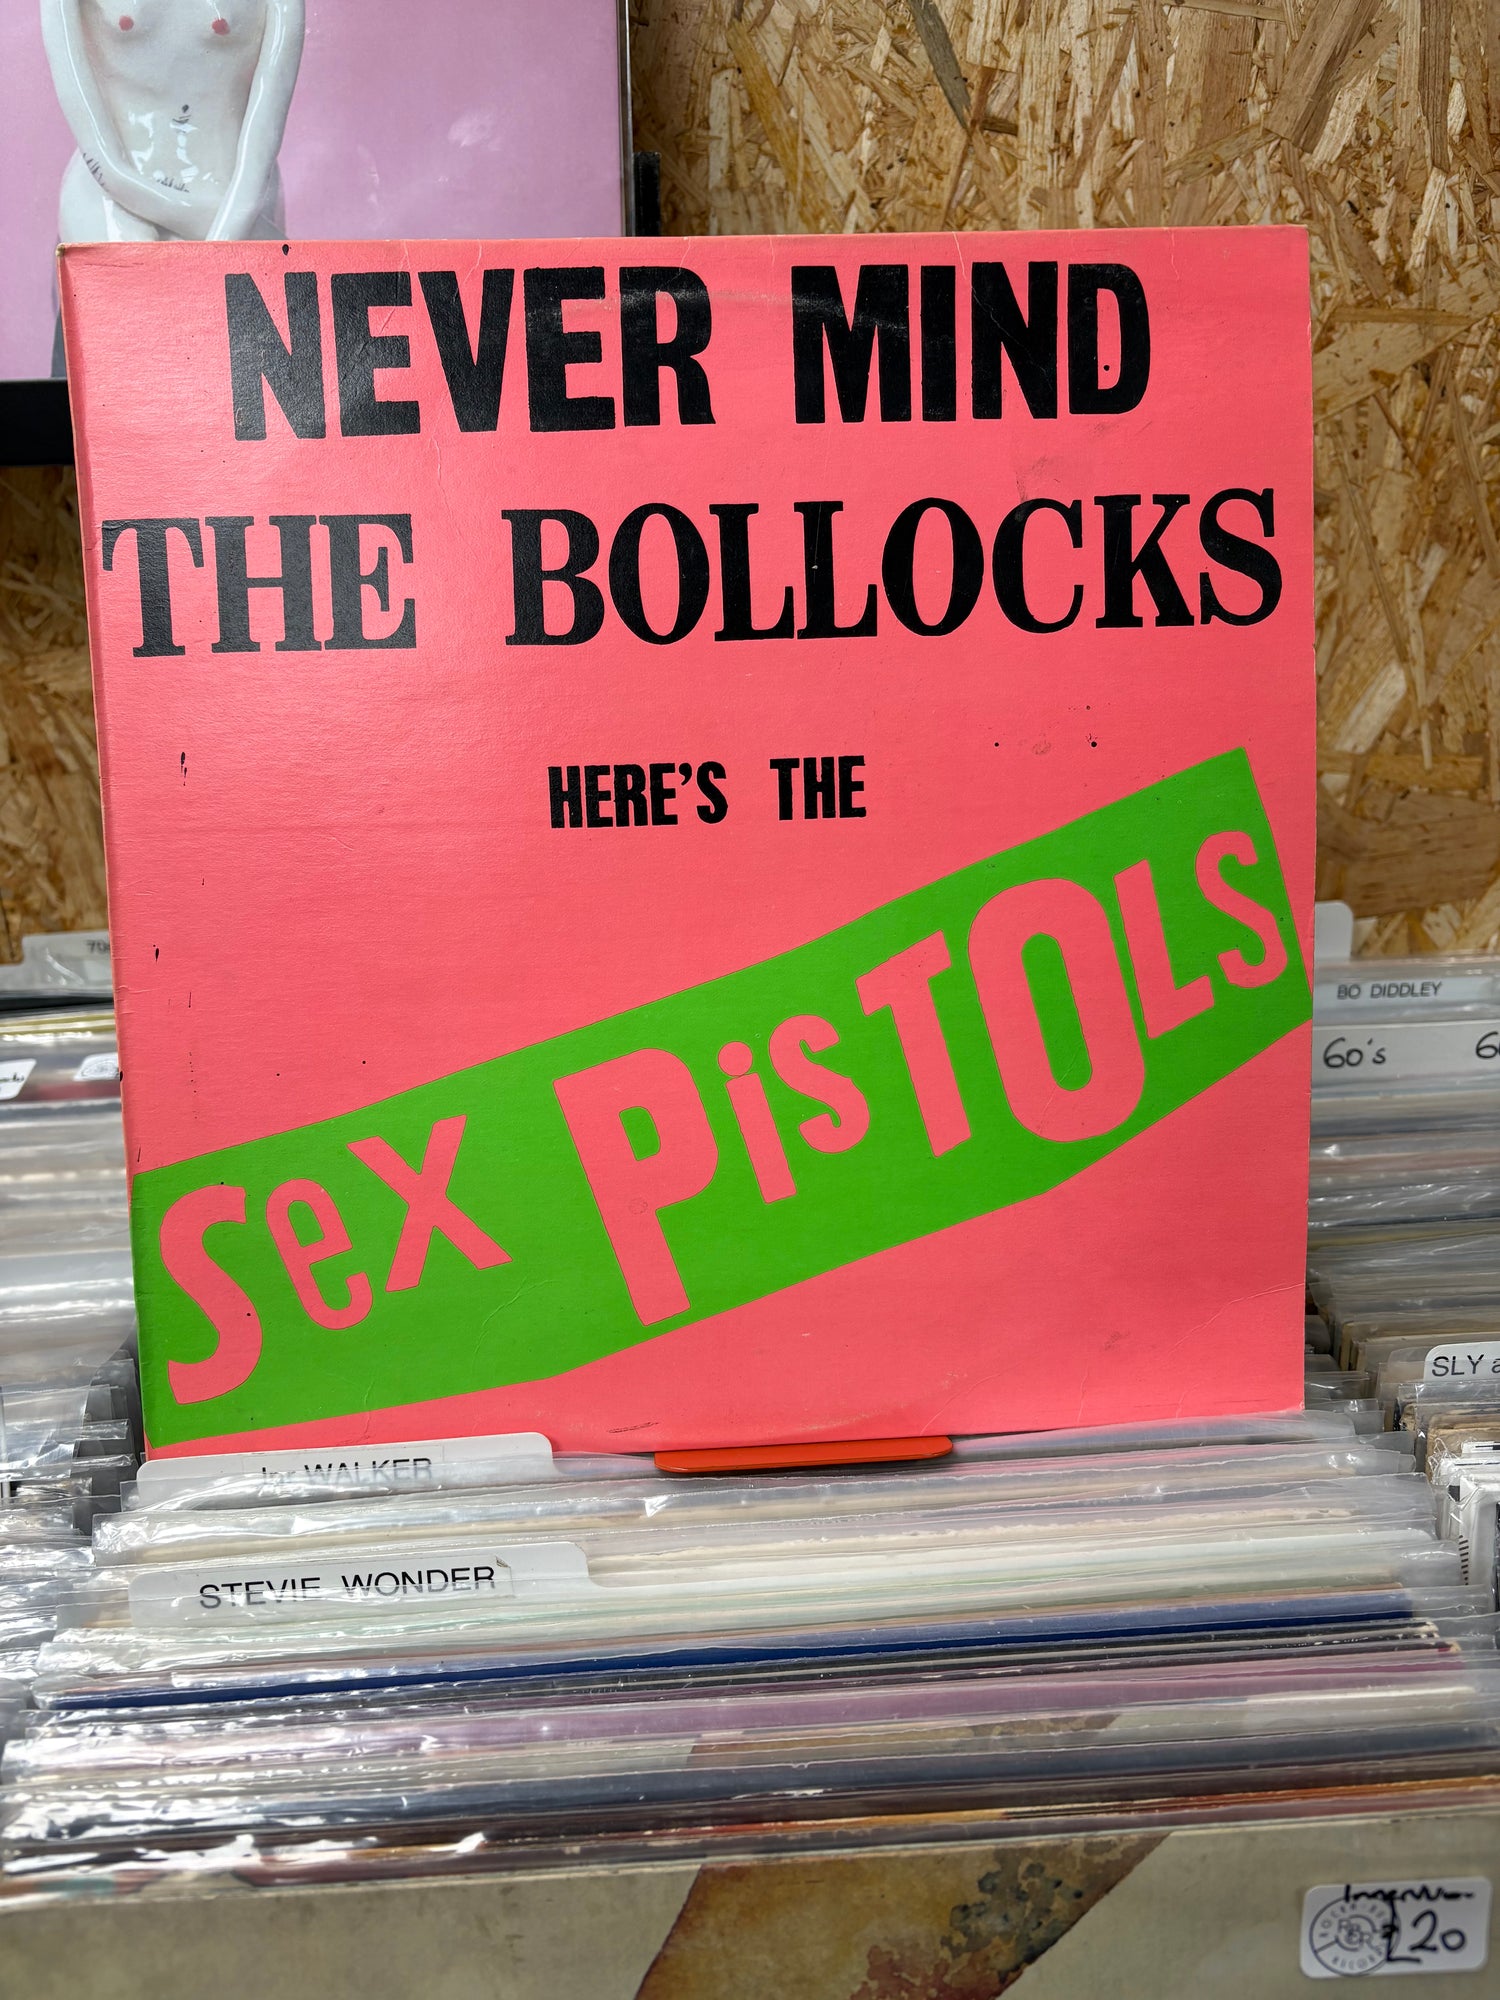 NEVER MIND
THE BOLLOCKS
HERE'S THE
Sex PiSTOLS
BO DIDDLEY
60's
SLY
WALKER
STEVIE WONDER
£20